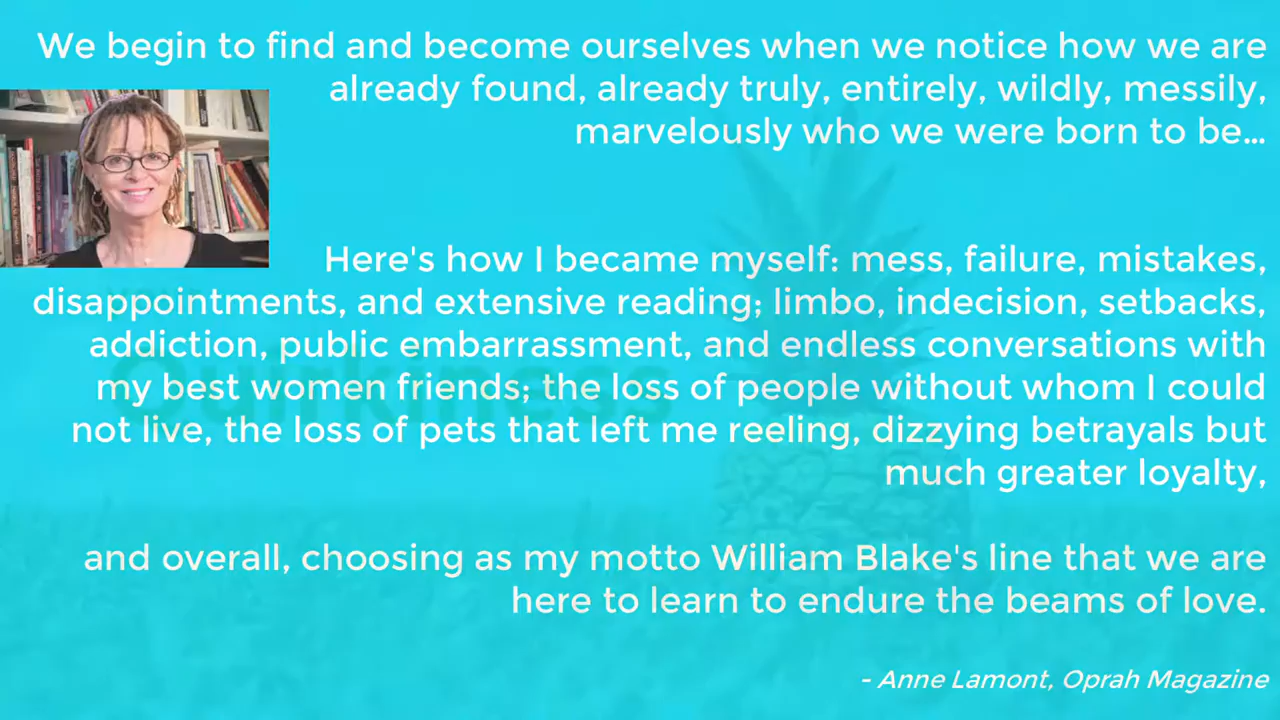 We begin to find and become ourselves when we notice how we are
already found, already truly, entirely, wildly, messily,
marvelously who we were born to be…
Here's how I became myself: mess, failure, mistakes,
disappointments, and extensive reading; limbo, indecision, setbacks,
addiction, public embarrassment, and endless conversations with
my best women friends; the loss of people without whom I could
not live, the loss of pets that left me reeling, dizzying betrayals but
much greater loyalty,
and overall, choosing as my motto William Blake's line that we are
here to learn to endure the beams of love.
- Anne Lamont, Oprah Magazine
Quirkiness